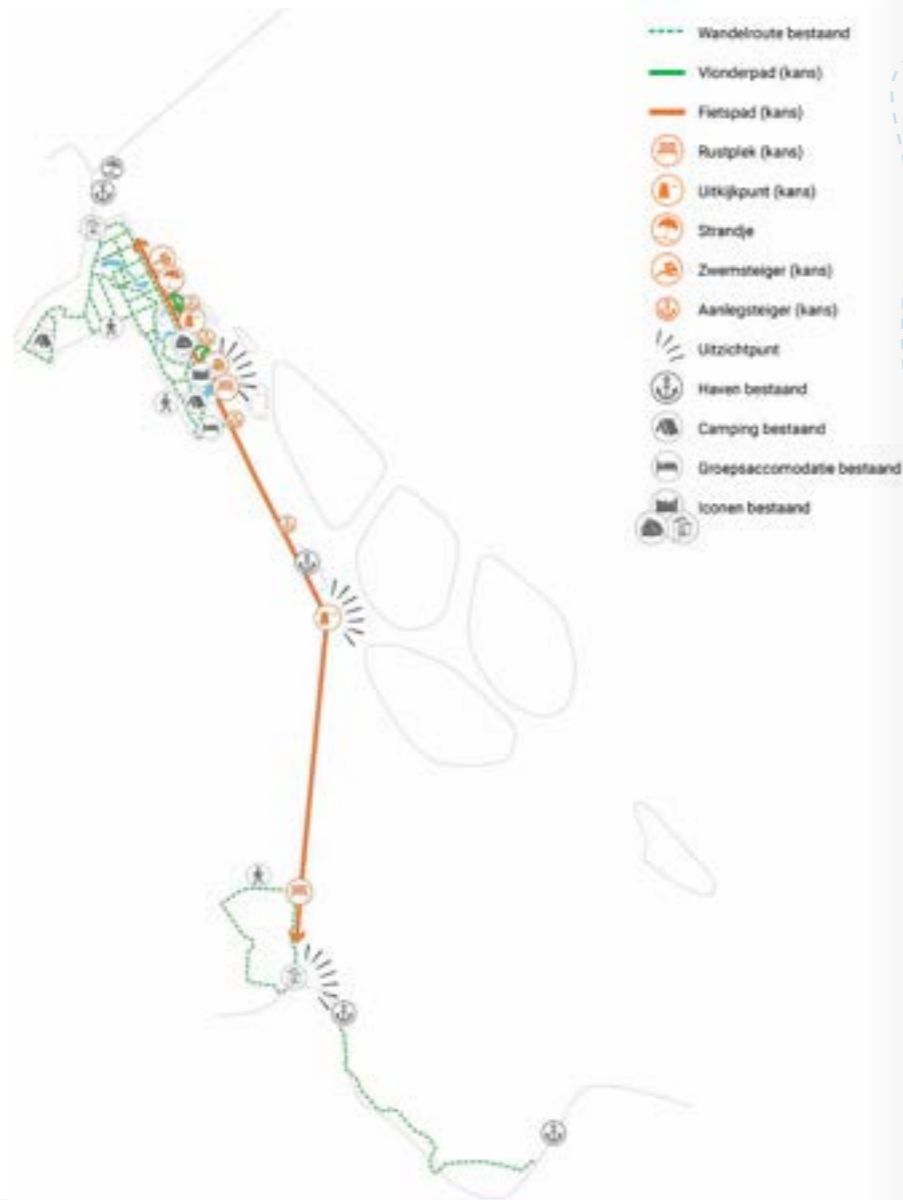 Wandelroute bestaand
Vlonderpad (kans)
Fietspad (kans)
Rustplek (kans)
Uitkijkpunt (kans)
Strandje
Zwemsteiger (kans)
Aanlegsteiger (kans)
Uitzichtpunt
Haven bestaand
Camping bestaand
Groepsaccomodatie bestaand
Iconen bestaand